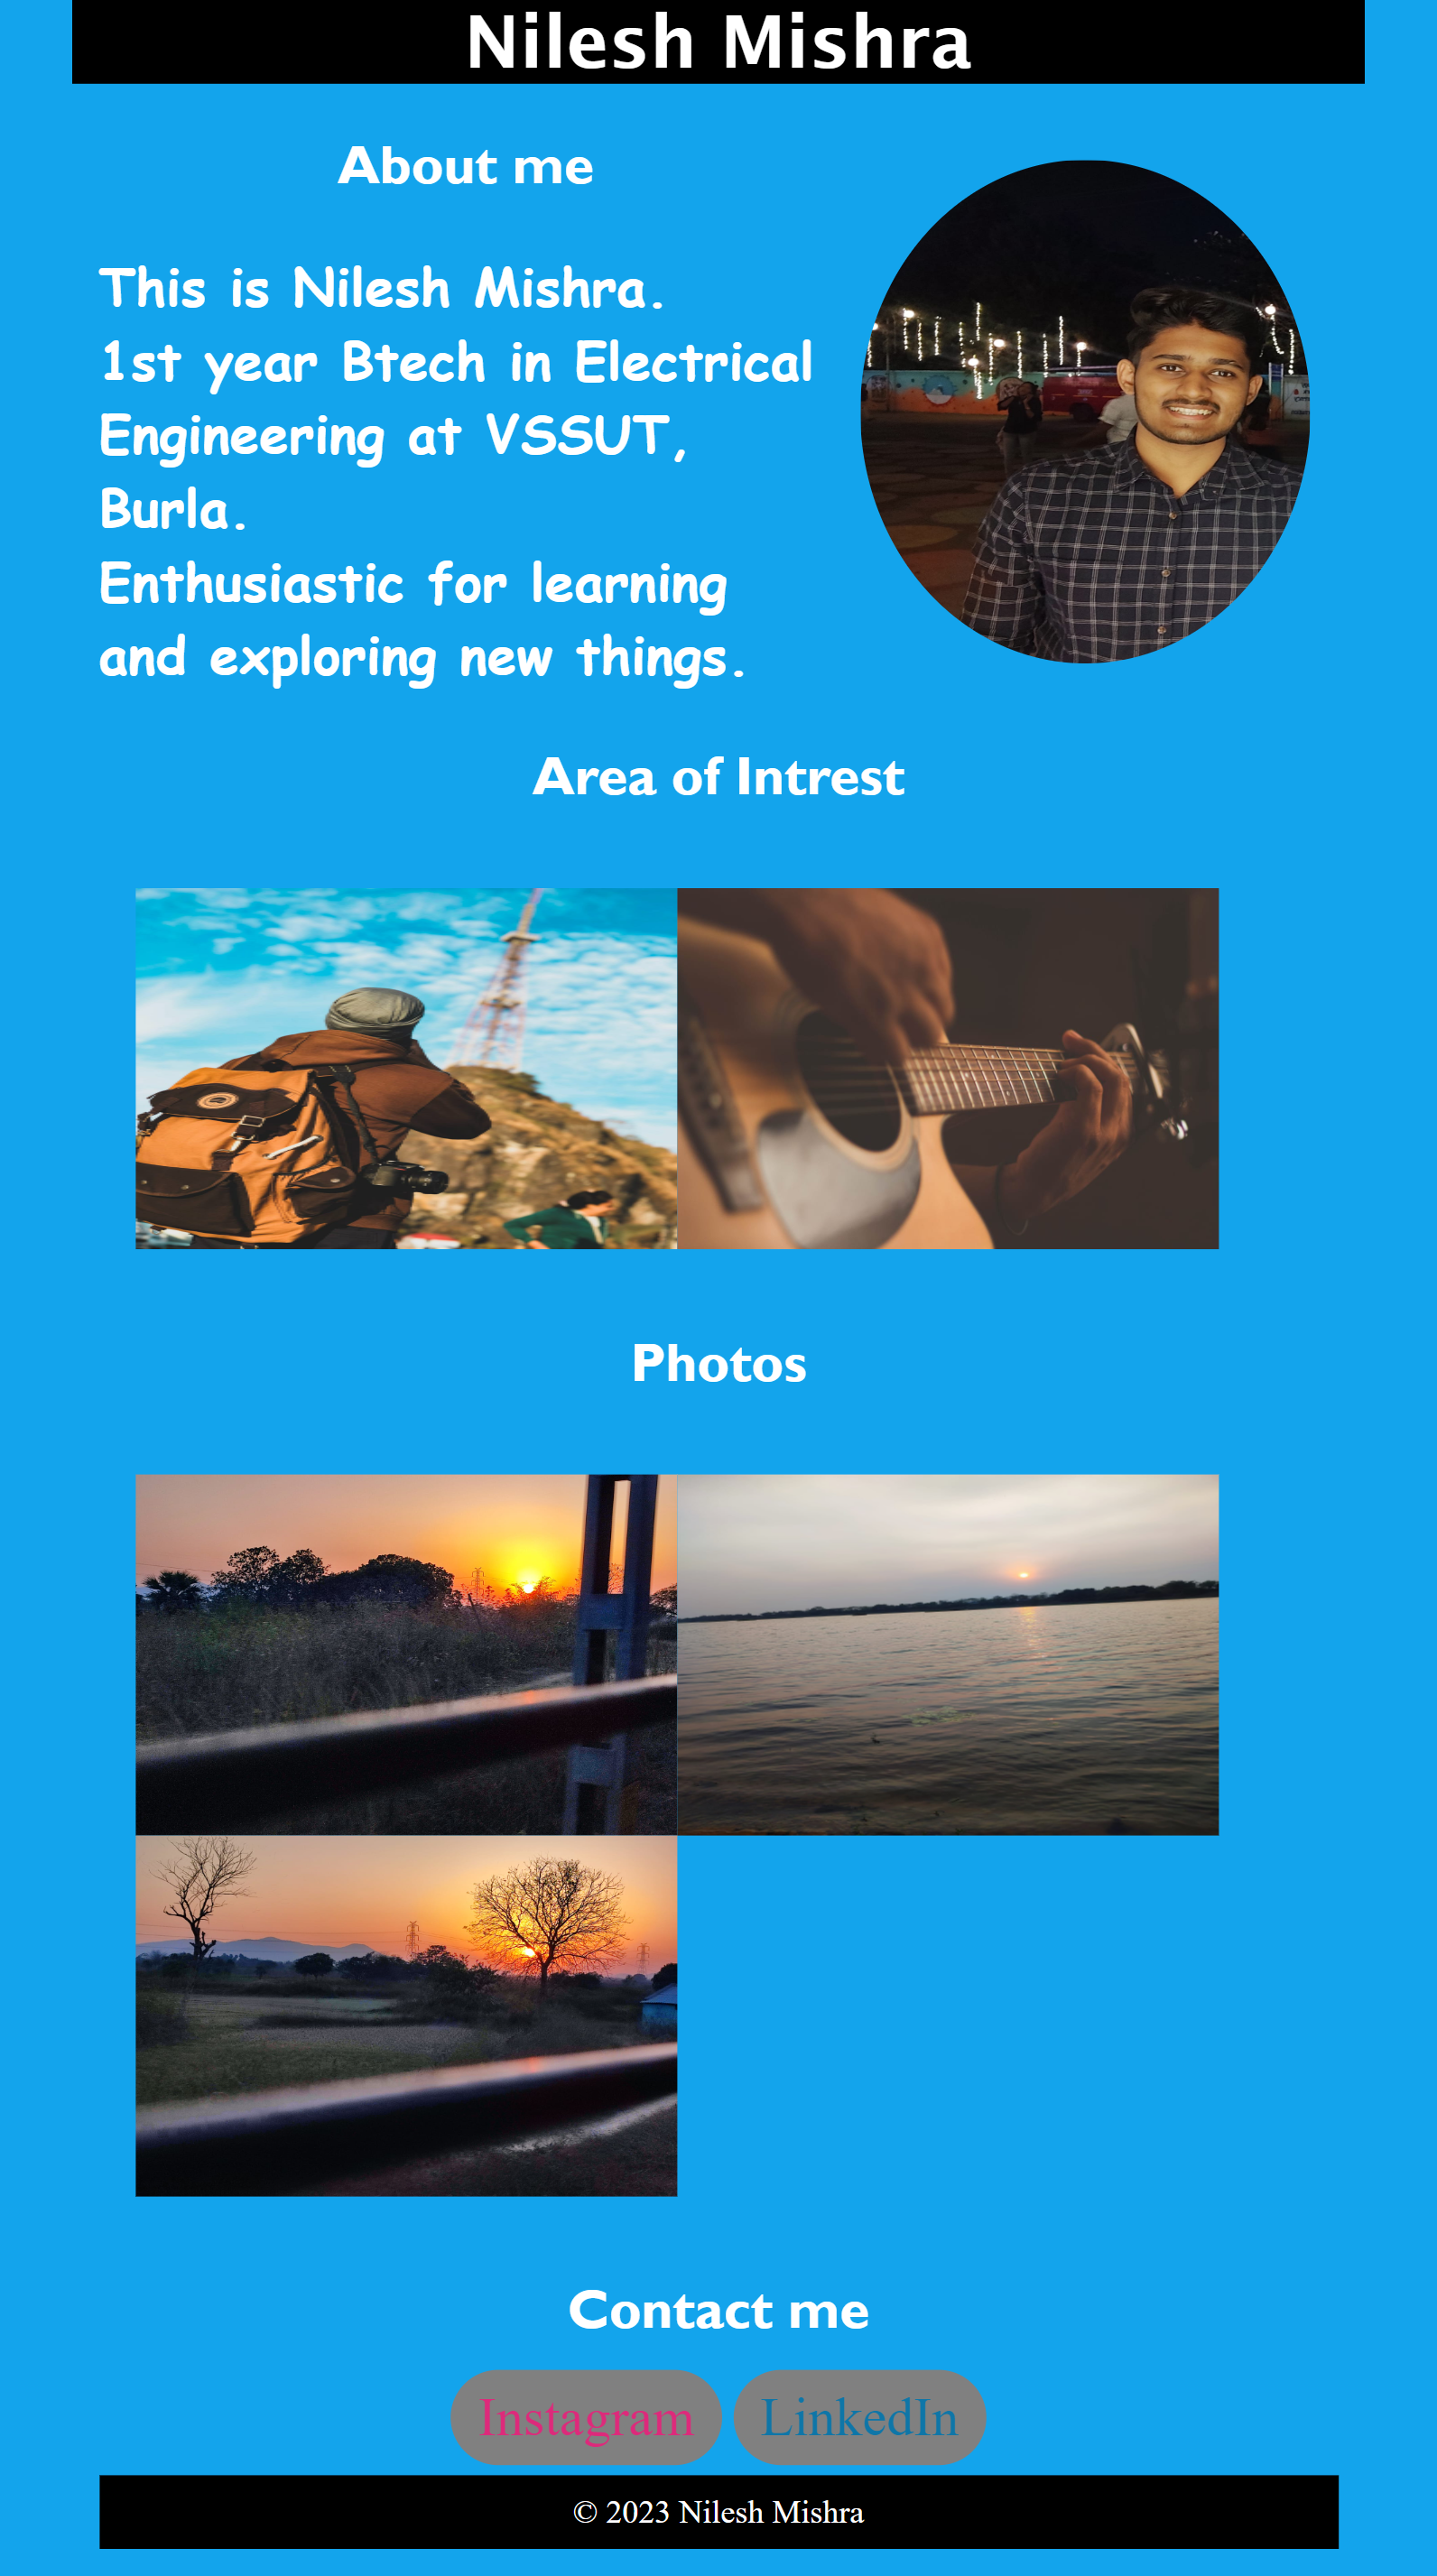 Nilesh Mishra
About me
This is Nilesh Mishra.
1st year Btech in Electrical
Engineering at VSSUT,
Burla.
Enthusiastic for learning
and exploring new things.
Area of Intrest
Photos
Contact me
Instagram LinkedIn
© 2023 Nilesh Mishra